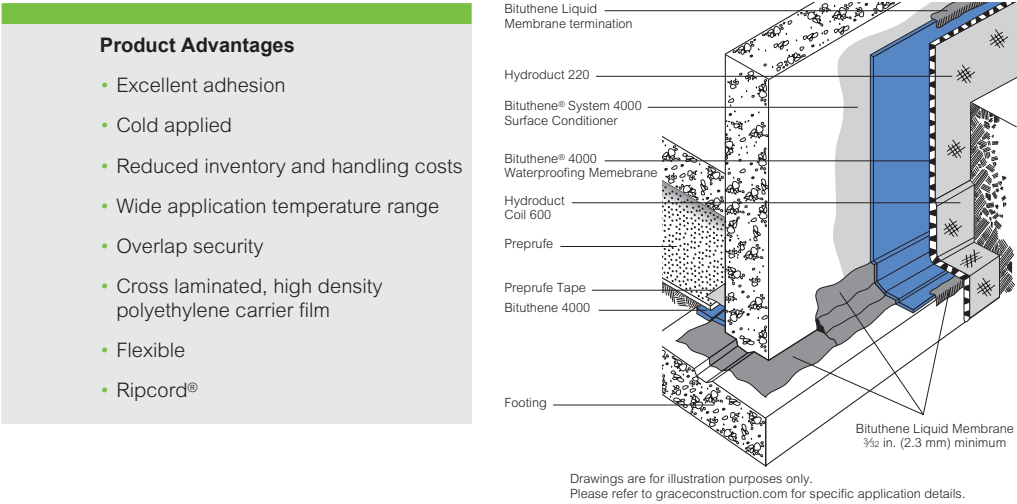 Product Advantages
• Excellent adhesion
• Cold applied
• Reduced inventory and handling costs
• Wide application temperature range
• Overlap security
• Cross laminated, high density
polyethylene carrier film
• Flexible
• Ripcord®
Bituthene Liquid
Membrane termination
Hydroduct 220
Bituthene® System 4000
Surface Conditioner
Bituthene® 4000
Waterproofing Memebrane
Hydroduct
Coil 600
Preprufe
Preprufe Tape
Bituthene 4000
Footing
Bituthene Liquid Membrane
3⁄32 in. (2.3 mm) minimum
Drawings are for illustration purposes only.
Please refer to graceconstruction.com for specific application details.